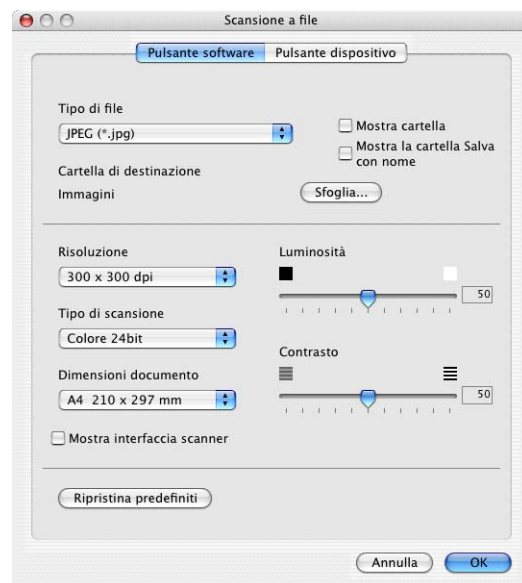 Scansione a file
Pulsante software
Pulsante dispositivo
Tipo di file
JPEG (*.jpg)
Mostra cartella
Mostra la cartella Salva
con nome
Cartella di destinazione
Immagini
Sfoglia...
Risoluzione
300 x 300 dpi
Tipo di scansione
Colore 24bit
Dimensioni documento
A4 210 x 297 mm
Mostra interfaccia scanner
Luminosità
50
Contrasto
50
Ripristina predefiniti
Annulla
OK